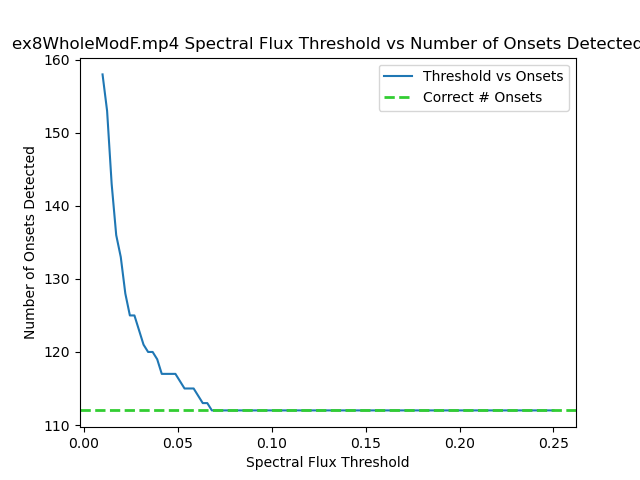 ex8WholeModF.mp4 Spectral Flux Threshold vs Number of Onsets Detected
Threshold vs Onsets
Correct # Onsets
Number of Onsets Detected
160
150
140
130
120
110
0.00 0.05 0.10 0.15 0.20 0.25
Spectral Flux Threshold